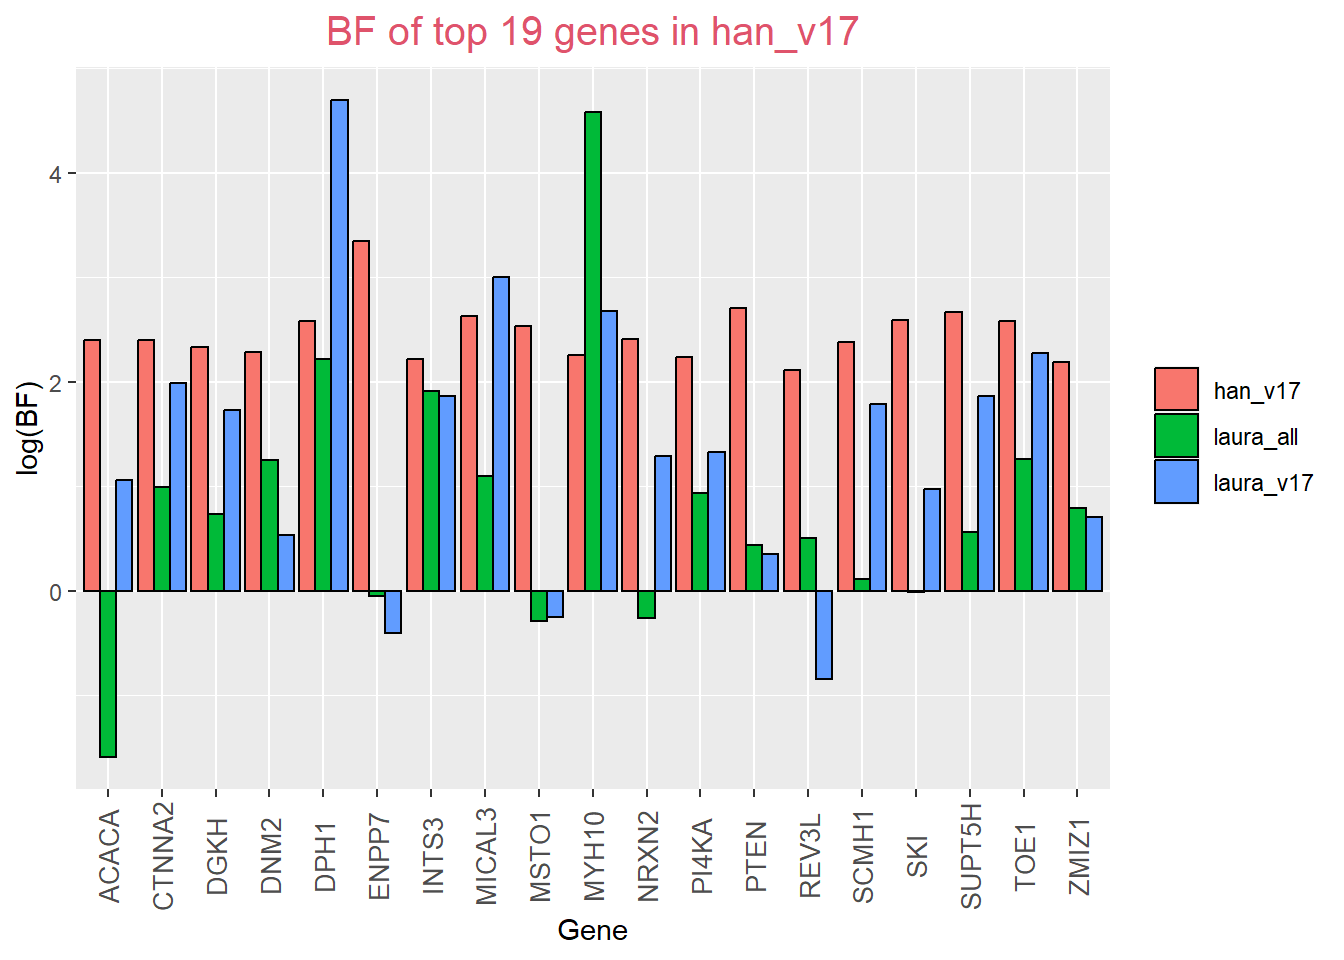 BF of top 19 genes in han_v17
log(BF)
4
2
0
ACACA
CTNNA2
DGKH
DNM2
DPH1
ENPP7
INTS3
MICAL3
MSTO1
MYH10
NRXN2
PI4KA
PTEN
REV3L
SCMH1
SKI
SUPT5H
TOE1
ZMIZ1
Gene
han_v17
laura_all
laura_v17